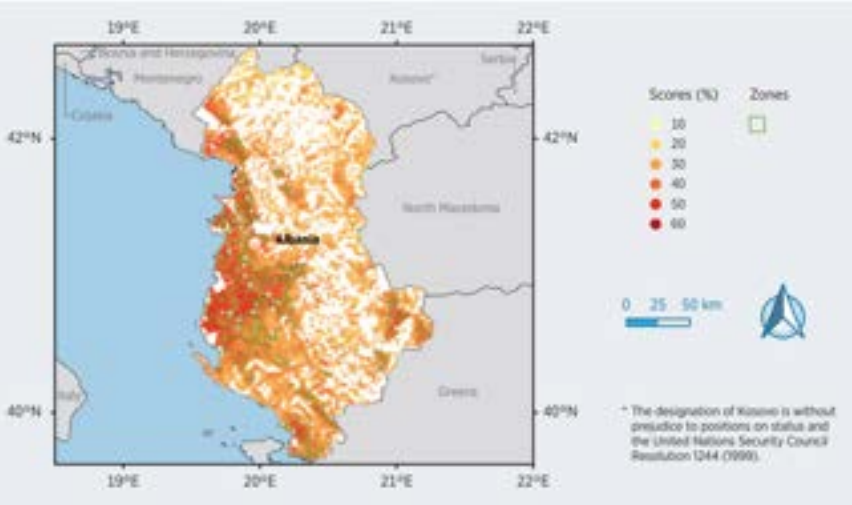 19°E 20°E 21°E 22°E
Bosnia and Herzegovina
Serbia
Montenegro
Kosovo*
Croatia
42°N
42°N
North Macedonia
Albania
Italy
Greece
40°N
40°N
19°E 20°E 21°E 22°E
Scores (%) Zones
10
20
30
40
50
60
0 25 50 km
* The designation of Kosovo is without
prejudice to positions on status and
the United Nations Security Council
Resolution 1244 (1999).